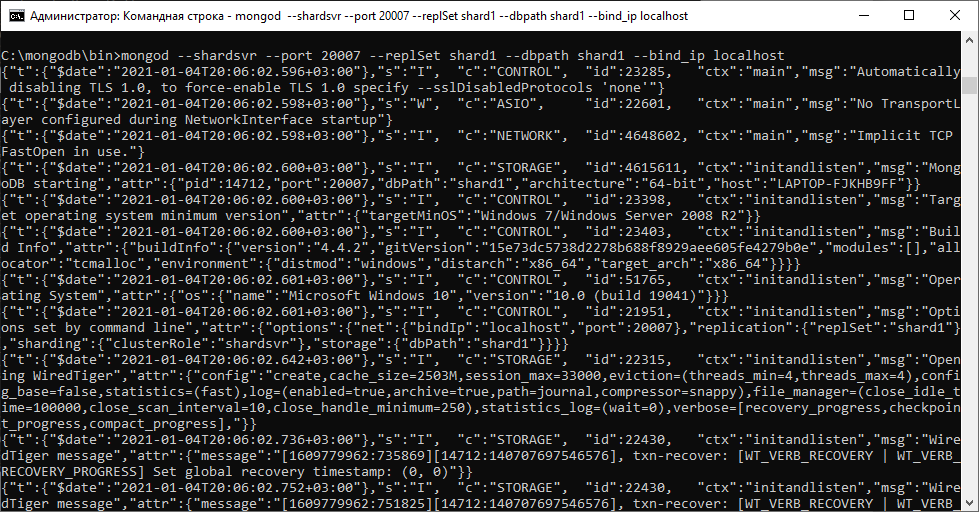 Администратор: Командная строка - mongod  --shardsvr --port 20007 --replSet shard1 --dbpath shard1 --bind_ip localhost
C:\mongodb\bin>mongod --shardsvr --port 20007 --replSet shard1 --dbpath shard1 --bind_ip localhost
{"t":{"$date":"2021-01-04T20:06:02.596+03:00"},"s":"I",  "c":"CONTROL",  "id":23285,   "ctx":"main","msg":"Automatically
 disabling TLS 1.0, to force-enable TLS 1.0 specify --sslDisabledProtocols 'none'"}
{"t":{"$date":"2021-01-04T20:06:02.598+03:00"},"s":"W",  "c":"ASIO",     "id":22601,   "ctx":"main","msg":"No TransportL
ayer configured during NetworkInterface startup"}
{"t":{"$date":"2021-01-04T20:06:02.598+03:00"},"s":"I",  "c":"NETWORK",  "id":4648602, "ctx":"main","msg":"Implicit TCP
FastOpen in use."}
{"t":{"$date":"2021-01-04T20:06:02.600+03:00"},"s":"I",  "c":"STORAGE",  "id":4615611, "ctx":"initandlisten","msg":"Mong
oDB starting","attr":{"pid":14712,"port":20007,"dbPath":"shard1","architecture":"64-bit","host":"LAPTOP-FJKHB9FF"}}
{"t":{"$date":"2021-01-04T20:06:02.600+03:00"},"s":"I",  "c":"CONTROL",  "id":23398,   "ctx":"initandlisten","msg":"Targ
et operating system minimum version","attr":{"targetMinOS":"Windows 7/Windows Server 2008 R2"}}
{"t":{"$date":"2021-01-04T20:06:02.600+03:00"},"s":"I",  "c":"CONTROL",  "id":23403,   "ctx":"initandlisten","msg":"Buil
d Info","attr":{"buildInfo":{"version":"4.4.2","gitVersion":"15e73dc5738d2278b688f8929aee605fe4279b0e","modules":[],"all
ocator":"tcmalloc","environment":{"distmod":"windows","distarch":"x86_64","target_arch":"x86_64"}}}}
{"t":{"$date":"2021-01-04T20:06:02.601+03:00"},"s":"I",  "c":"CONTROL",  "id":51765,   "ctx":"initandlisten","msg":"Oper
ating System","attr":{"os":{"name":"Microsoft Windows 10","version":"10.0 (build 19041)"}}}
{"t":{"$date":"2021-01-04T20:06:02.601+03:00"},"s":"I",  "c":"CONTROL",  "id":21951,   "ctx":"initandlisten","msg":"Opti
ons set by command line","attr":{"options":{"net":{"bindIp":"localhost","port":20007},"replication":{"replSet":"shard1"}
,"sharding":{"clusterRole":"shardsvr"},"storage":{"dbPath":"shard1"}}}}
{"t":{"$date":"2021-01-04T20:06:02.642+03:00"},"s":"I",  "c":"STORAGE",  "id":22315,   "ctx":"initandlisten","msg":"Open
ing WiredTiger","attr":{"config":"create,cache_size=2503M,session_max=33000,eviction=(threads_min=4,threads_max=4),confi
g_base=false,statistics=(fast),log=(enabled=true,archive=true,path=journal,compressor=snappy),file_manager=(close_idle_t
ime=100000,close_scan_interval=10,close_handle_minimum=250),statistics_log=(wait=0),verbose=[recovery_progress,checkpoin
t_progress,compact_progress],"}}
{"t":{"$date":"2021-01-04T20:06:02.736+03:00"},"s":"I",  "c":"STORAGE",  "id":22430,   "ctx":"initandlisten","msg":"Wire
dTiger message","attr":{"message":"[1609779962:735869][14712:140707697546576], txn-recover: [WT_VERB_RECOVERY | WT_VERB_
RECOVERY_PROGRESS] Set global recovery timestamp: (0, 0)"}}
{"t":{"$date":"2021-01-04T20:06:02.752+03:00"},"s":"I",  "c":"STORAGE",  "id":22430,   "ctx":"initandlisten","msg":"Wire
dTiger message","attr":{"message":"[1609779962:751825][14712:140707697546576], txn-recover: [WT_VERB_RECOVERY | WT_VERB_